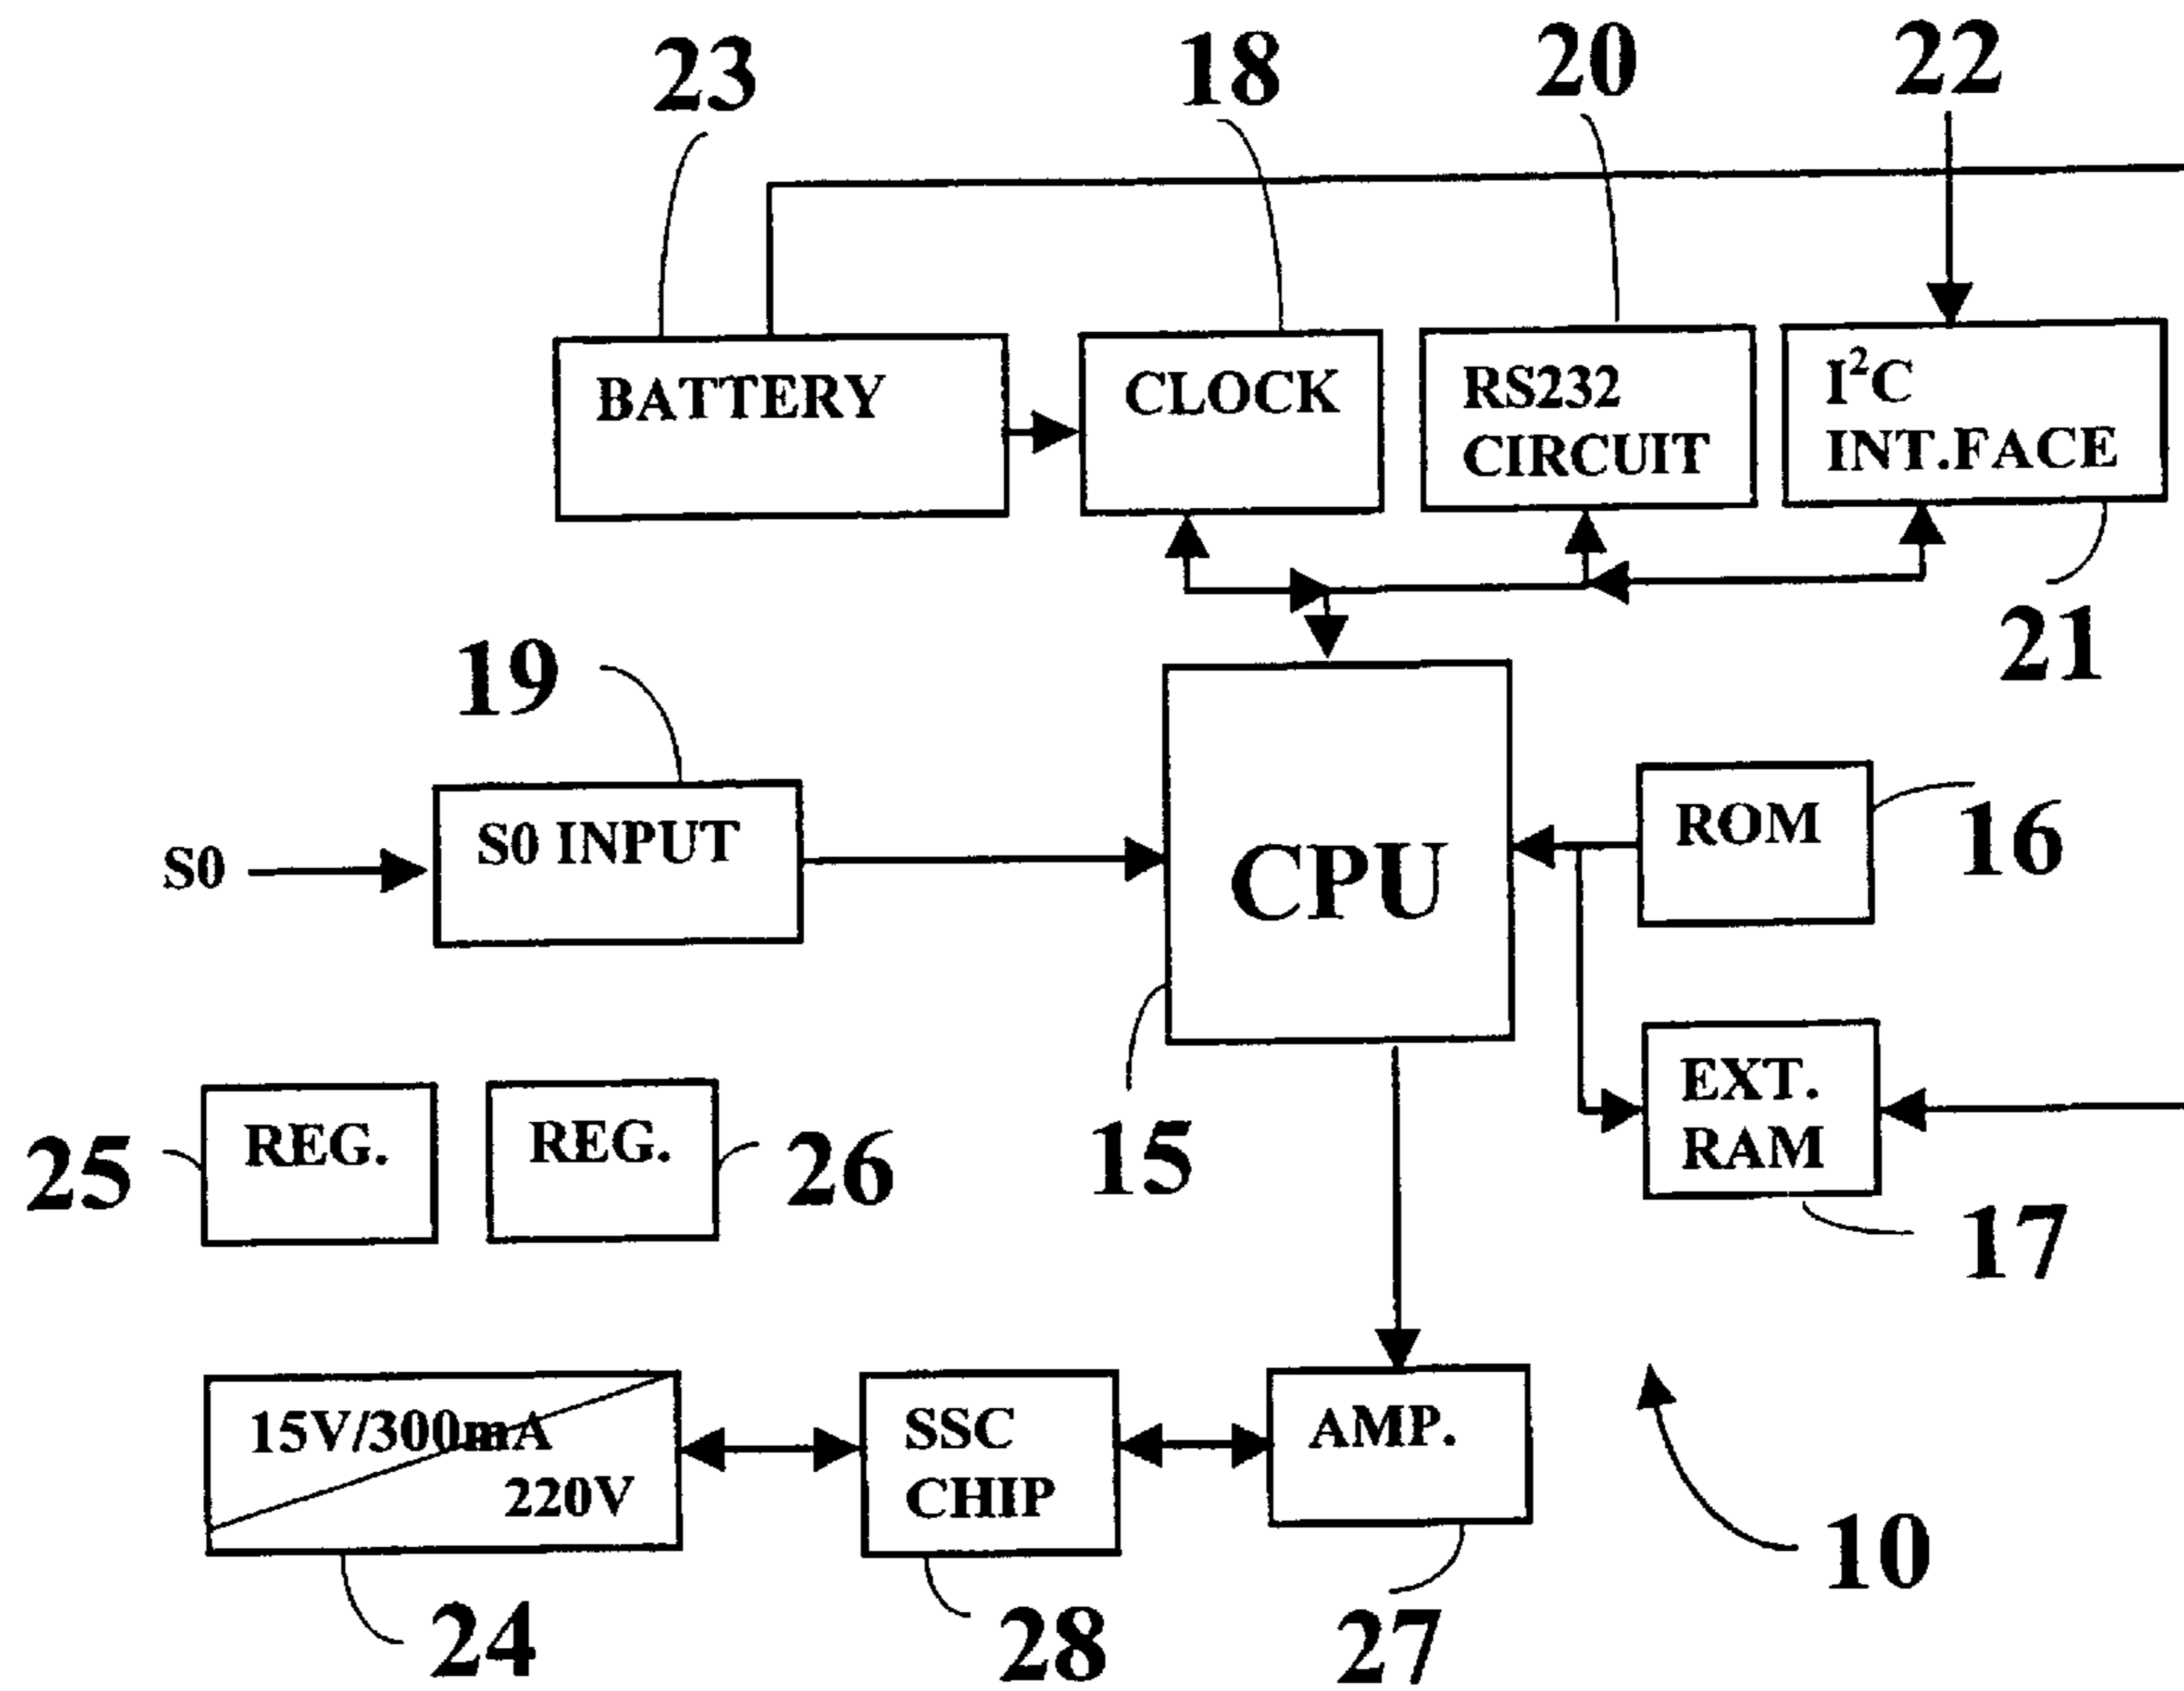 23
18
20
22
BATTERY
CLOCK
RS232
CIRCUIT
I²C
INT.FACE
21
19
S0
S0 INPUT
CPU
ROM
16
15
EXT.
RAM
17
25
REG.
REG.
26
15V/300mA
220V
SSC
CHIP
AMP.
10
24
28
27